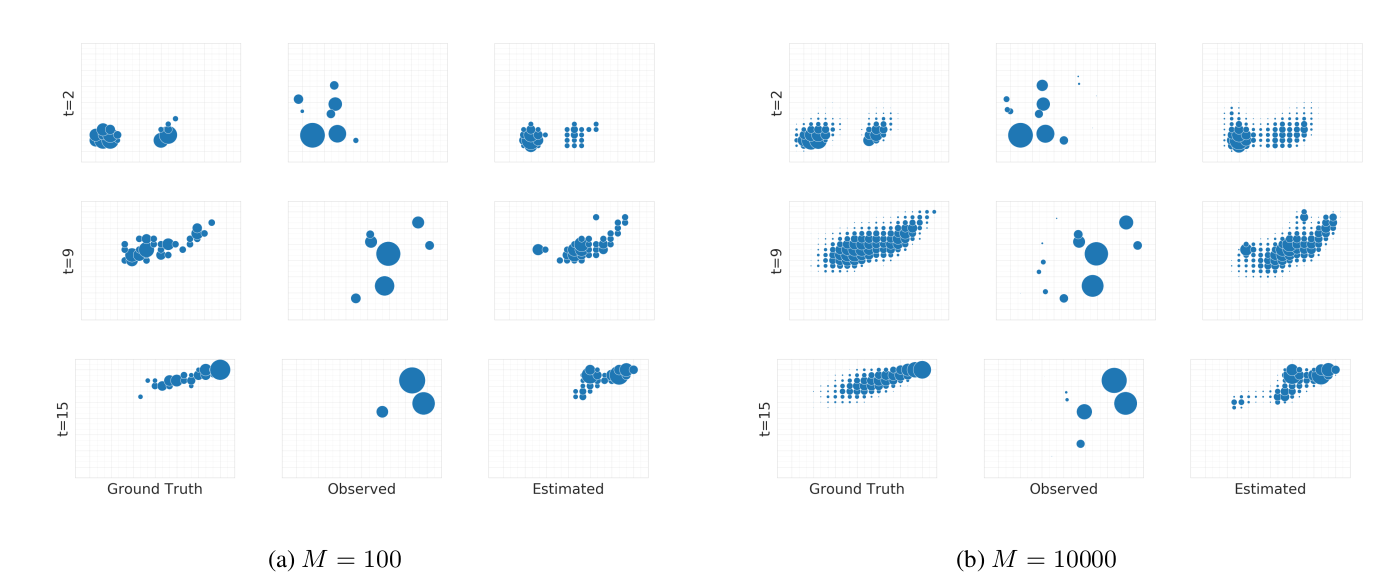 t=2
t=9
t=15
Ground Truth
Observed
Estimated
(a) M = 100
t=2
t=9
t=15
Ground Truth
Observed
Estimated
(b) M = 10000